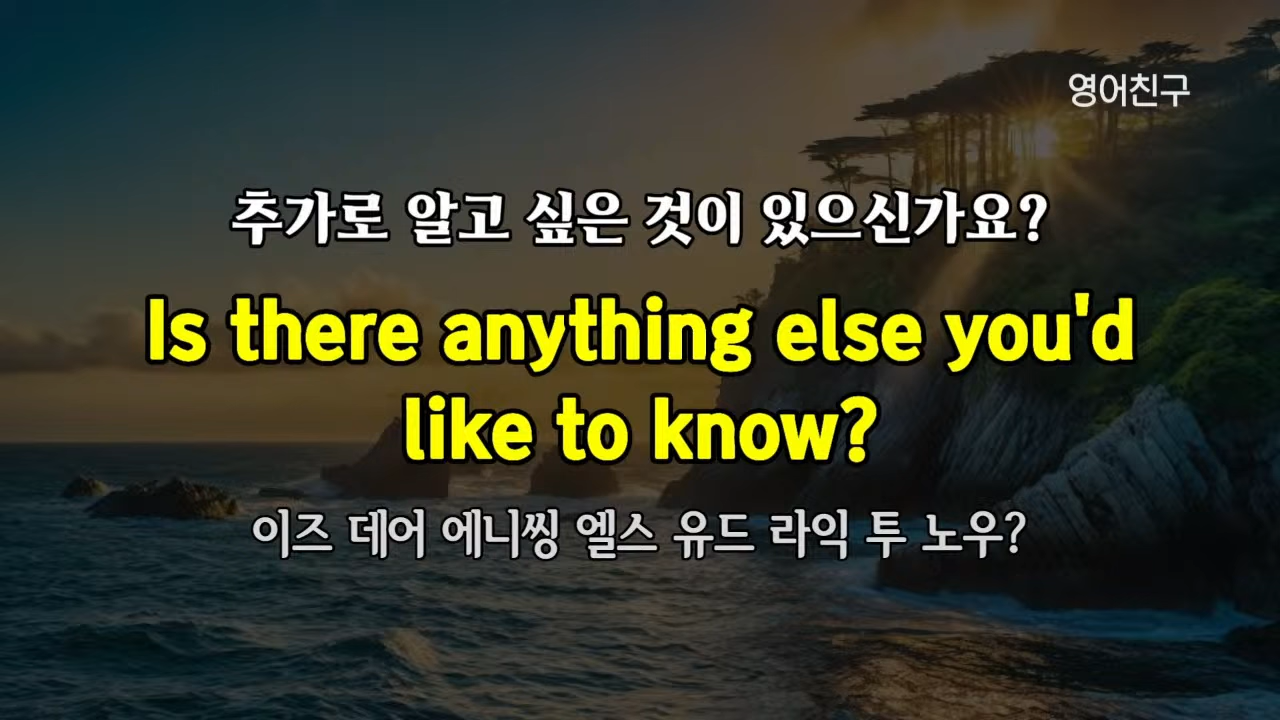 영어친구
추가로 알고 싶은 것이 있으신가요?
Is there anything else you'd
like to know?
이즈 데어 에니씽 엘스 유드 라익 투 노우?